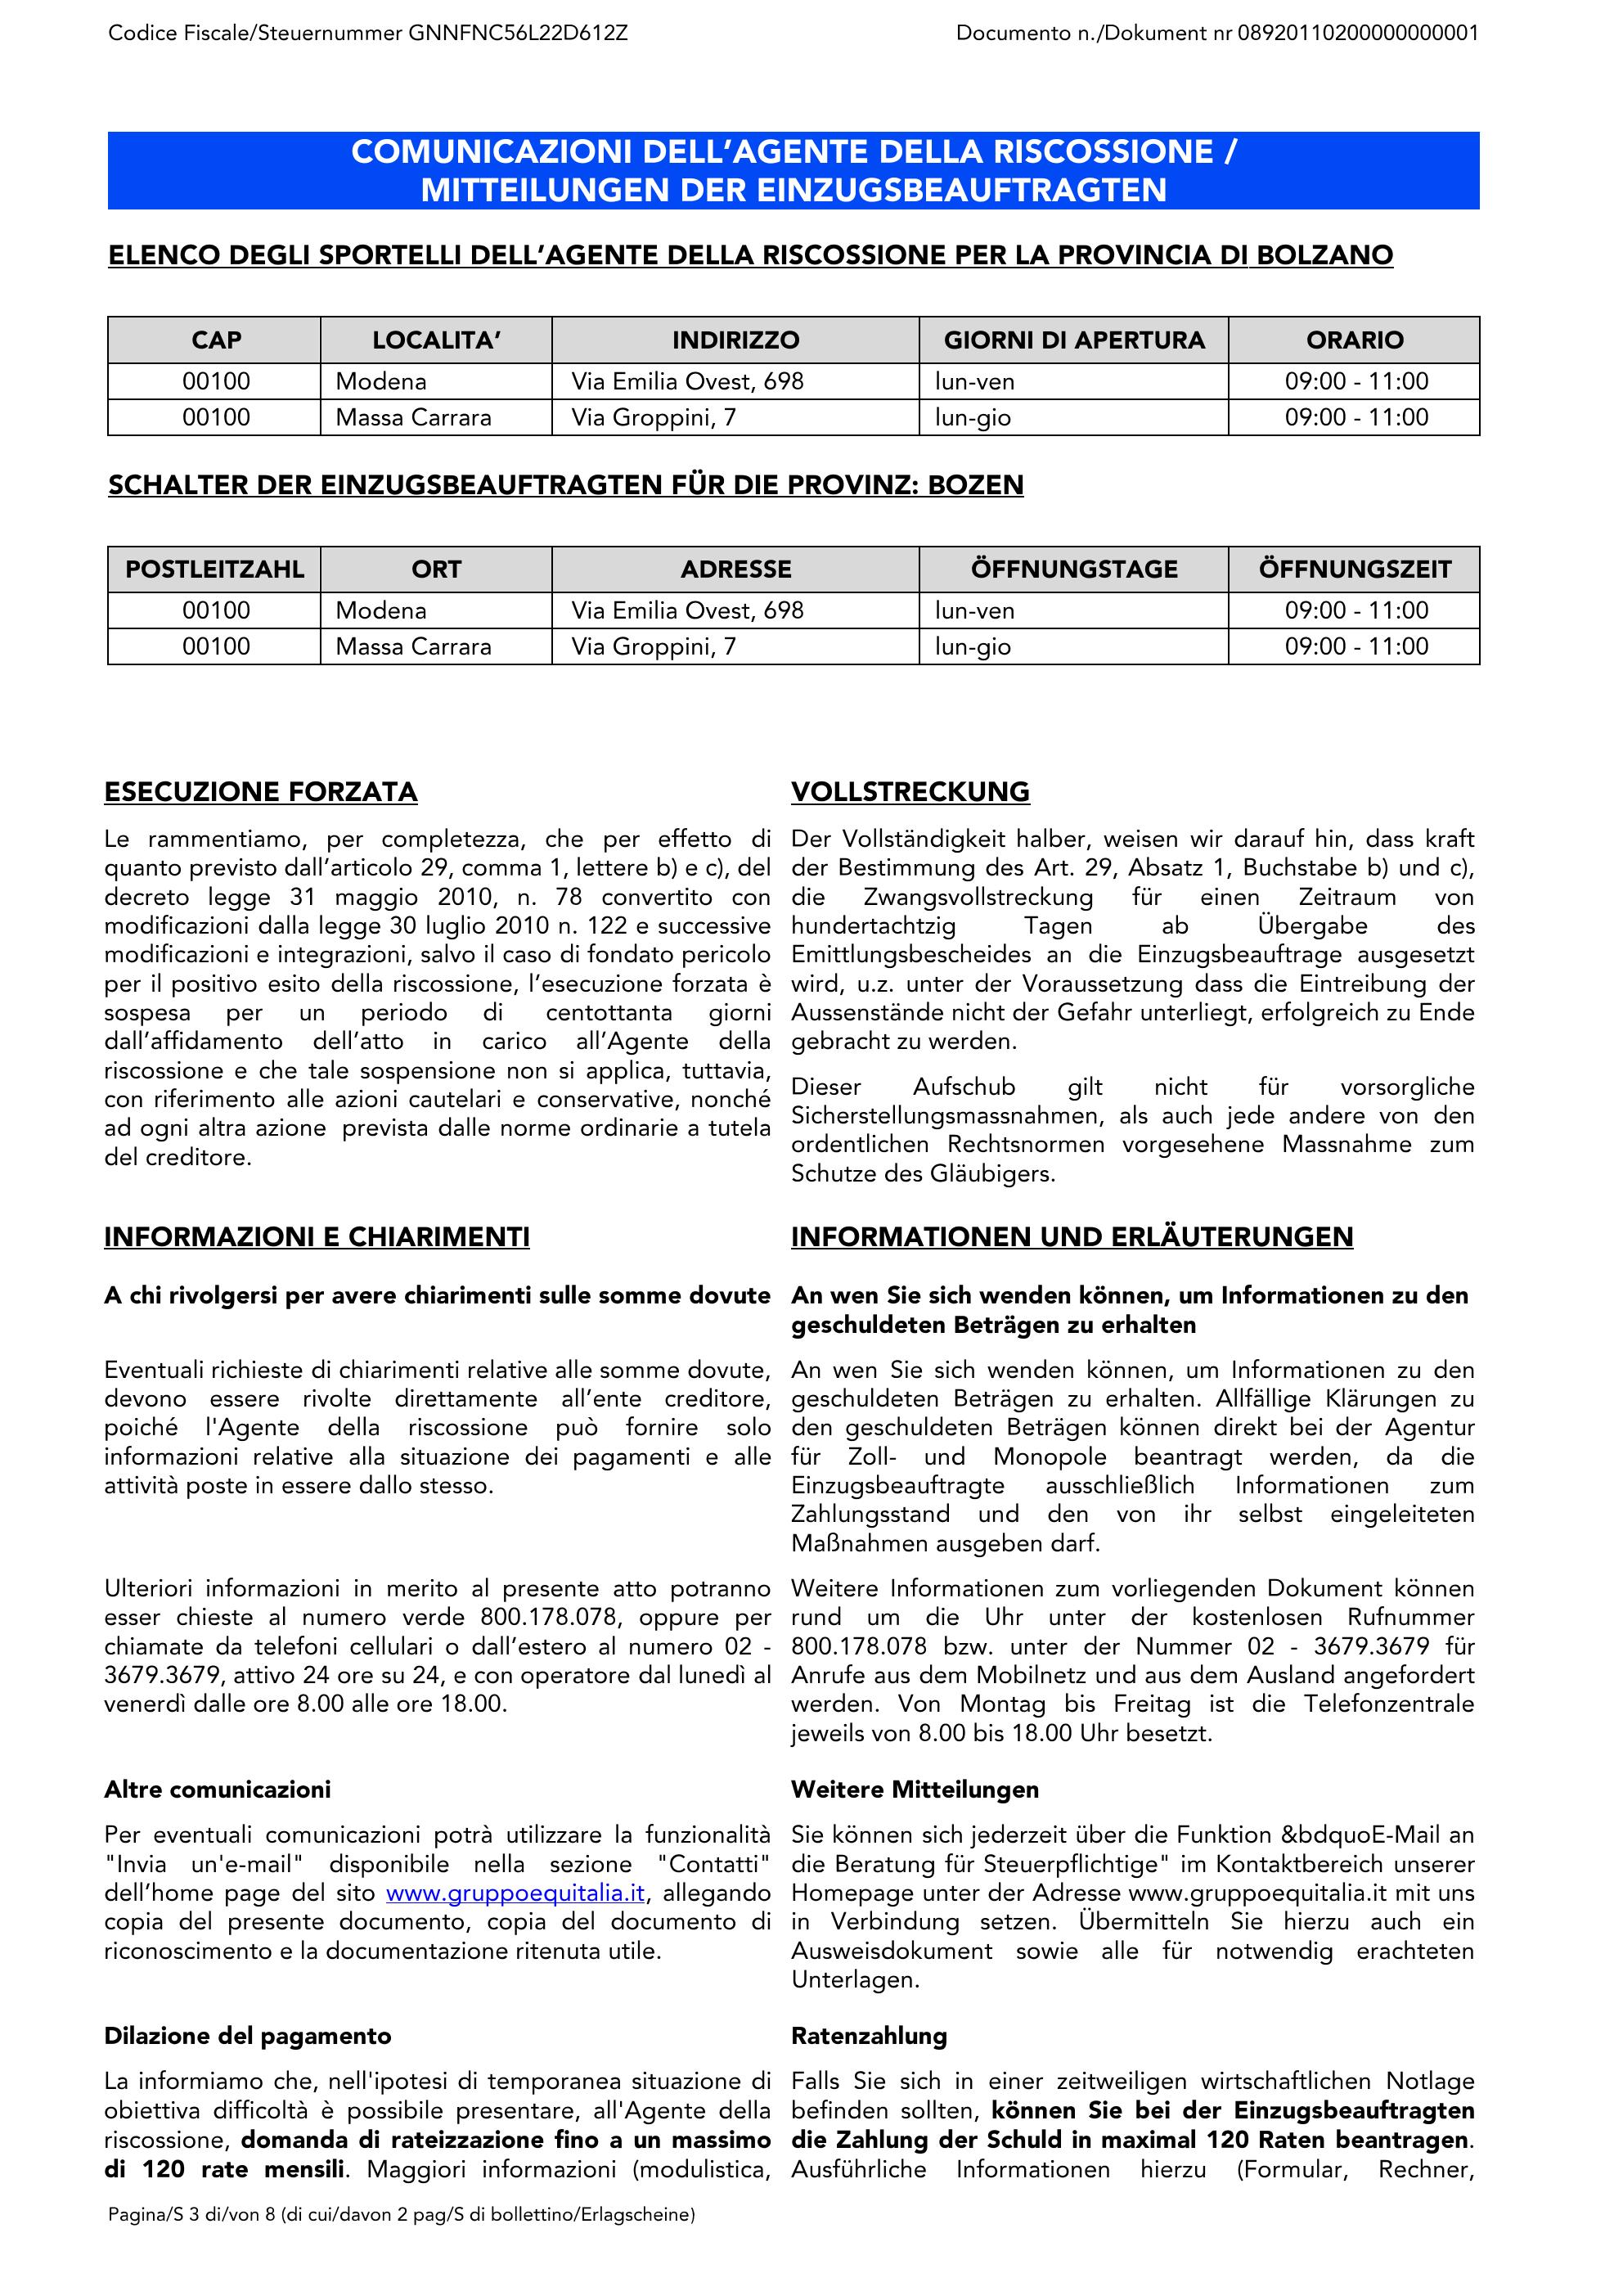 Codice Fiscale/Steuernummer GNNFNC56L22D612Z
Documento n./Dokument nr 08920110200000000001
COMUNICAZIONI DELL’AGENTE DELLA RISCOSSIONE /
MITTEILUNGEN DER EINZUGSBEAUFTRAGTEN
ELENCO DEGLI SPORTELLI DELL’AGENTE DELLA RISCOSSIONE PER LA PROVINCIA DI BOLZANO
CAP LOCALITA’ INDIRIZZO GIORNI DI APERTURA ORARIO
00100 Modena Via Emilia Ovest, 698 lun-ven 09:00 - 11:00
00100 Massa Carrara Via Groppini, 7 lun-gio 09:00 - 11:00
SCHALTER DER EINZUGSBEAUFTRAGTEN FÜR DIE PROVINZ: BOZEN
POSTLEITZAHL ORT ADRESSE ÖFFNUNGSTAGE ÖFFNUNGSZEIT
00100 Modena Via Emilia Ovest, 698 lun-ven 09:00 - 11:00
00100 Massa Carrara Via Groppini, 7 lun-gio 09:00 - 11:00
ESECUZIONE FORZATA
Le rammentiamo, per completezza, che per effetto di
quanto previsto dall’articolo 29, comma 1, lettere b) e c), del
decreto legge 31 maggio 2010, n. 78 convertito con
modificazioni dalla legge 30 luglio 2010 n. 122 e successive
modificazioni e integrazioni, salvo il caso di fondato pericolo
per il positivo esito della riscossione, l’esecuzione forzata è
sospesa per un periodo di centottanta giorni
dall’affidamento dell’atto in carico all’Agente della
riscossione e che tale sospensione non si applica, tuttavia,
con riferimento alle azioni cautelari e conservative, nonché
ad ogni altra azione prevista dalle norme ordinarie a tutela
del creditore.
VOLLSTRECKUNG
Der Vollständigkeit halber, weisen wir darauf hin, dass kraft
der Bestimmung des Art. 29, Absatz 1, Buchstabe b) und c),
die Zwangsvollstreckung für einen Zeitraum von
hundertachtzig Tagen ab Übergabe des
Emittlungsbescheides an die Einzugsbeauftrage ausgesetzt
wird, u.z. unter der Voraussetzung dass die Eintreibung der
Aussenstände nicht der Gefahr unterliegt, erfolgreich zu Ende
gebracht zu werden.
Dieser Aufschub gilt nicht für vorsorgliche
Sicherstellungsmassnahmen, als auch jede andere von den
ordentlichen Rechtsnormen vorgesehene Massnahme zum
Schutze des Gläubigers.
INFORMAZIONI E CHIARIMENTI
INFORMATIONEN UND ERLÄUTERUNGEN
A chi rivolgersi per avere chiarimenti sulle somme dovute
An wen Sie sich wenden können, um Informationen zu den
geschuldeten Beträgen zu erhalten
Eventuali richieste di chiarimenti relative alle somme dovute,
devono essere rivolte direttamente all’ente creditore,
poiché l'Agente della riscossione può fornire solo
informazioni relative alla situazione dei pagamenti e alle
attività poste in essere dallo stesso.
An wen Sie sich wenden können, um Informationen zu den
geschuldeten Beträgen zu erhalten. Allfällige Klärungen zu
den geschuldeten Beträgen können direkt bei der Agentur
für Zoll- und Monopole beantragt werden, da die
Einzugsbeauftragte ausschließlich Informationen zum
Zahlungsstand und den von ihr selbst eingeleiteten
Maßnahmen ausgeben darf.
Ulteriori informazioni in merito al presente atto potranno
esser chieste al numero verde 800.178.078, oppure per
chiamate da telefoni cellulari o dall’estero al numero 02 -
3679.3679, attivo 24 ore su 24, e con operatore dal lunedì al
venerdì dalle ore 8.00 alle ore 18.00.
Weitere Informationen zum vorliegenden Dokument können
rund um die Uhr unter der kostenlosen Rufnummer
800.178.078 bzw. unter der Nummer 02 - 3679.3679 für
Anrufe aus dem Mobilnetz und aus dem Ausland angefordert
werden. Von Montag bis Freitag ist die Telefonzentrale
jeweils von 8.00 bis 18.00 Uhr besetzt.
Altre comunicazioni
Per eventuali comunicazioni potrà utilizzare la funzionalità
"Invia un'e-mail" disponibile nella sezione "Contatti"
dell’home page del sito www.gruppoequitalia.it, allegando
copia del presente documento, copia del documento di
riconoscimento e la documentazione ritenuta utile.
Weitere Mitteilungen
Sie können sich jederzeit über die Funktion &bdquoE-Mail an
die Beratung für Steuerpflichtige" im Kontaktbereich unserer
Homepage unter der Adresse www.gruppoequitalia.it mit uns
in Verbindung setzen. Übermitteln Sie hierzu auch ein
Ausweisdokument sowie alle für notwendig erachteten
Unterlagen.
Dilazione del pagamento
La informiamo che, nell'ipotesi di temporanea situazione di
obiettiva difficoltà è possibile presentare, all'Agente della
riscossione, domanda di rateizzazione fino a un massimo
di 120 rate mensili. Maggiori informazioni (modulistica,
Ratenzahlung
Falls Sie sich in einer zeitweiligen wirtschaftlichen Notlage
befinden sollten, können Sie bei der Einzugsbeauftragten
die Zahlung der Schuld in maximal 120 Raten beantragen.
Ausführliche Informationen hierzu (Formular, Rechner,
Pagina/S 3 di/von 8 (di cui/davon 2 pag/S di bollettino/Erlagscheine)